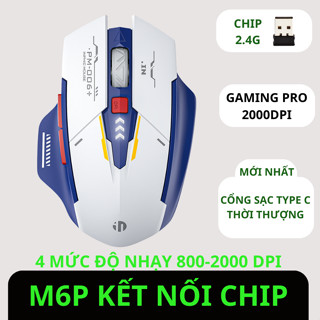 CHIP
2.4G
GAMING PRO
2000DPI
MỚI NHẤT
CỔNG SẠC TYPE C
THỜI THƯỢNG
PM-006+
IN.
4 MỨC ĐỘ NHẠY 800-2000 DPI
M6P KẾT NỐI CHIP